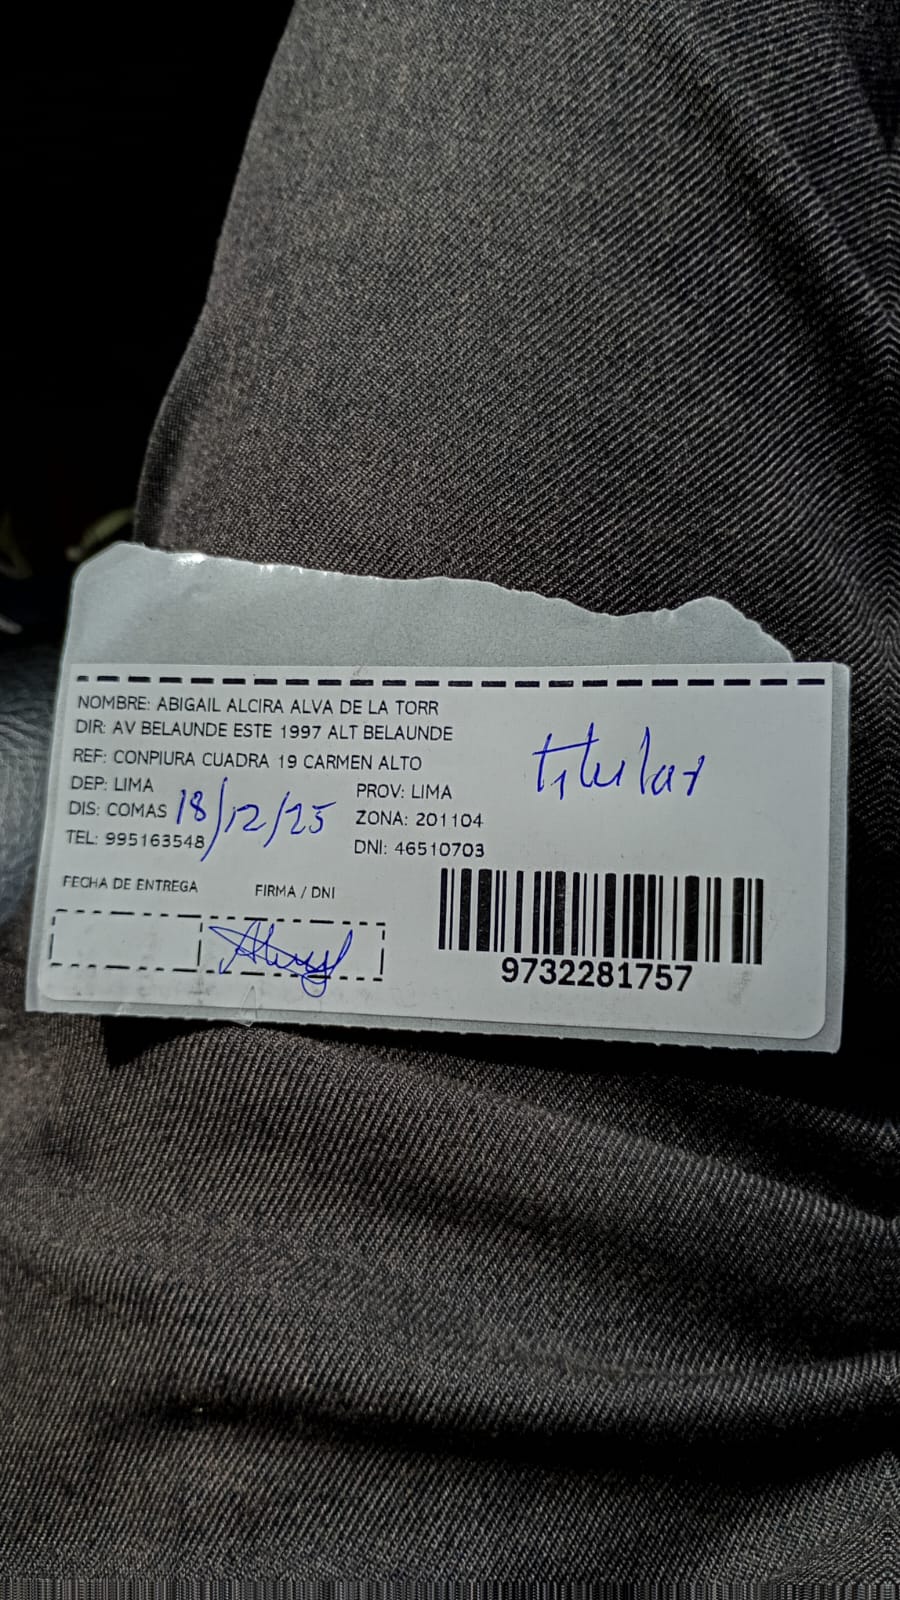 NOMBRE: ABIGAIL ALCIRA ALVA DE LA TORR
DIR: AV BELAUNDE ESTE 1997 ALT BELAUNDE
REF: CONPIURA CUADRA 19 CARMEN ALTO
titular
DEP: LIMA PROV: LIMA
DIS: COMAS 18/12/25 ZONA: 201104
TEL: 995163548 DNI: 46510703
FECHA DE ENTREGA FIRMA / DNI
9732281757